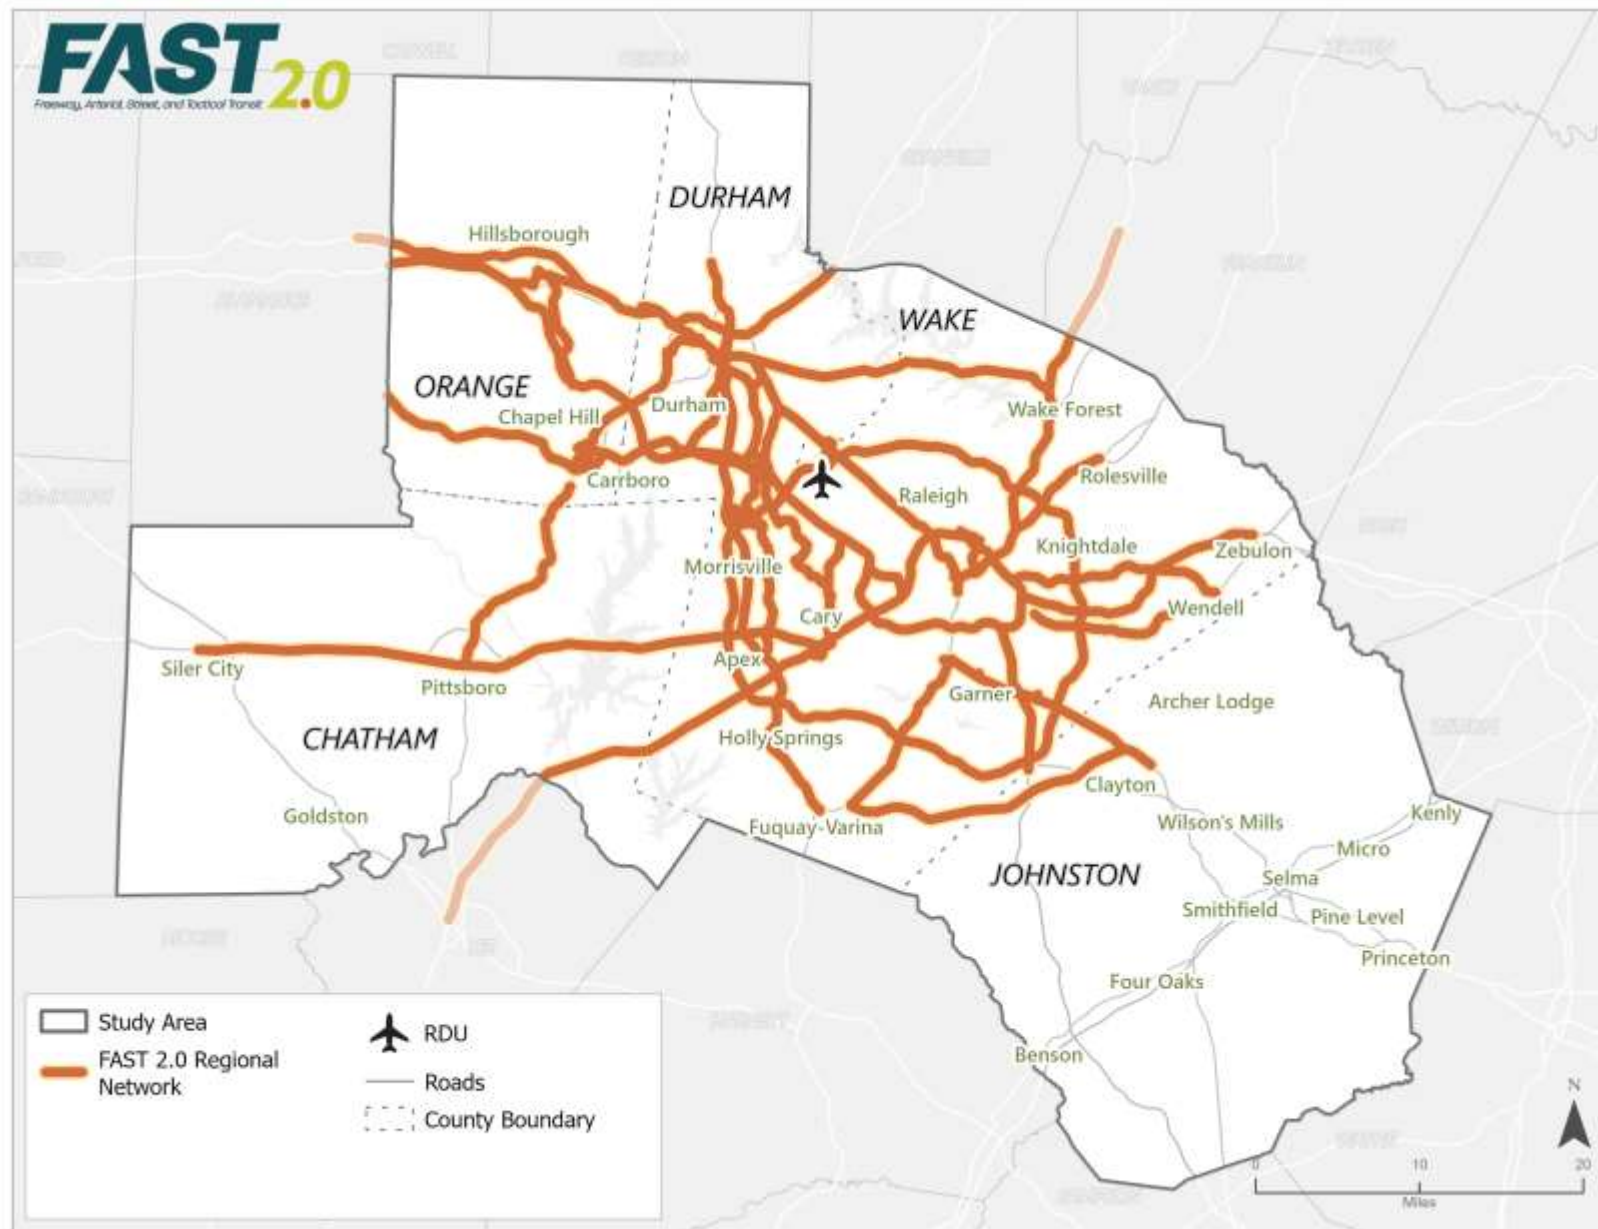 FAST 2.0
Freeway, Arterial, Street, and Tactical Transit
DURHAM
Hillsborough
WAKE
ORANGE
Chapel Hill
Durham
Wake Forest
Carrboro
Rolesville
Raleigh
Knightdale
Zebulon
Morrisville
Cary
Wendell
Siler City
Pittsboro
Apex
Garner
Archer Lodge
CHATHAM
Holly Springs
Clayton
Goldston
Fuquay-Varina
Wilson's Mills
Kenly
Micro
JOHNSTON
Selma
Smithfield
Pine Level
Princeton
Four Oaks
Benson
Study Area
FAST 2.0 Regional
Network
RDU
Roads
County Boundary
N
0 10 20
Miles